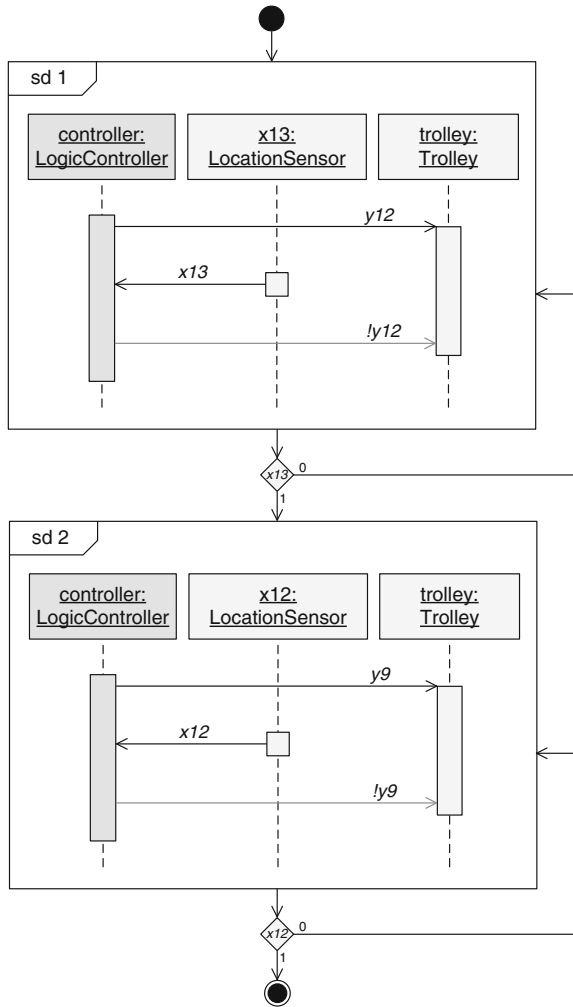 sd 1
controller:
LogicController
x13:
LocationSensor
trolley:
Trolley
y12
x13
!y12
x13
0
1
sd 2
controller:
LogicController
x12:
LocationSensor
trolley:
Trolley
y9
x12
!y9
x12
0
1